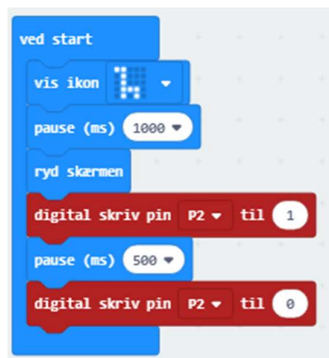 ved start
vis ikon
pause (ms) 1000
ryd skærmen
digital skriv pin P2 til 1
pause (ms) 500
digital skriv pin P2 til 0